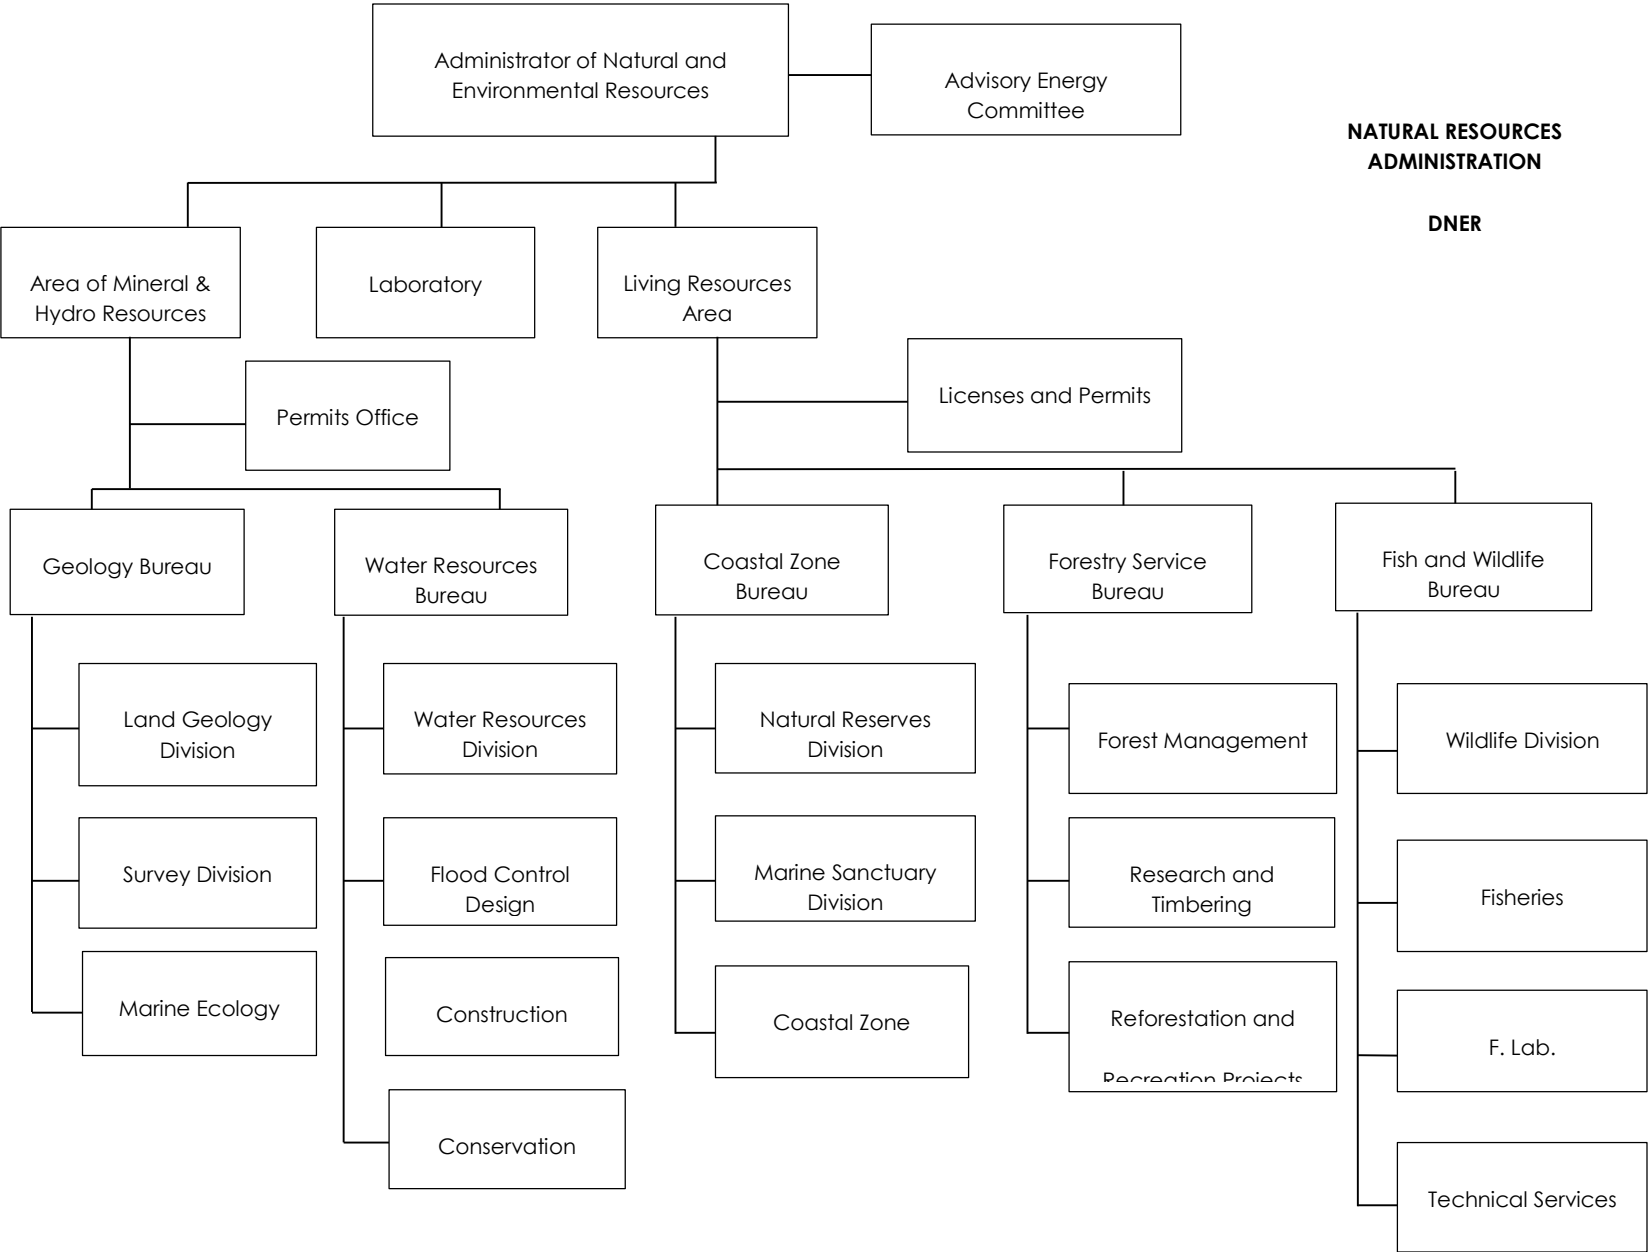 Administrator of Natural and
Environmental Resources
Advisory Energy
Committee
NATURAL RESOURCES
ADMINISTRATION
DNER
Area of Mineral &
Hydro Resources
Laboratory
Living Resources
Area
Permits Office
Licenses and Permits
Geology Bureau
Water Resources
Bureau
Coastal Zone
Bureau
Forestry Service
Bureau
Fish and Wildlife
Bureau
Land Geology
Division
Water Resources
Division
Natural Reserves
Division
Forest Management
Wildlife Division
Survey Division
Flood Control
Design
Marine Sanctuary
Division
Research and
Timbering
Fisheries
Marine Ecology
Construction
Coastal Zone
Reforestation and
Recreation Projects
F. Lab.
Conservation
Technical Services